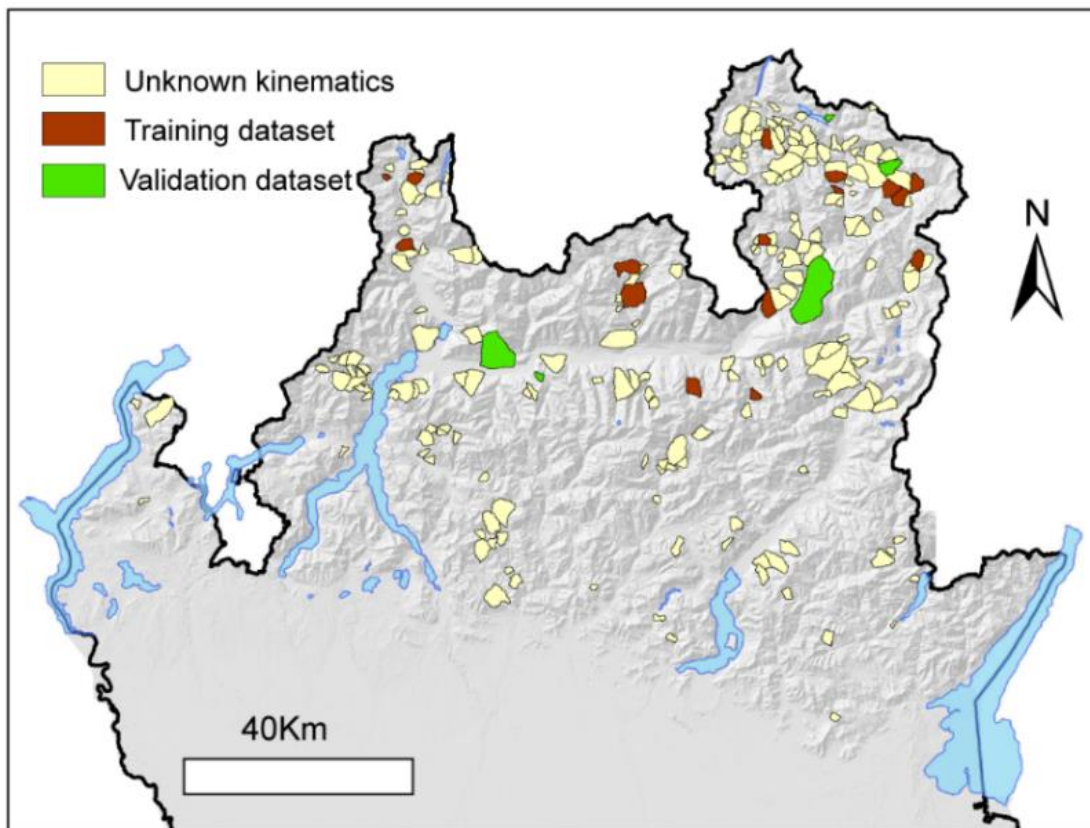 Unknown kinematics
Training dataset
Validation dataset
N
40Km